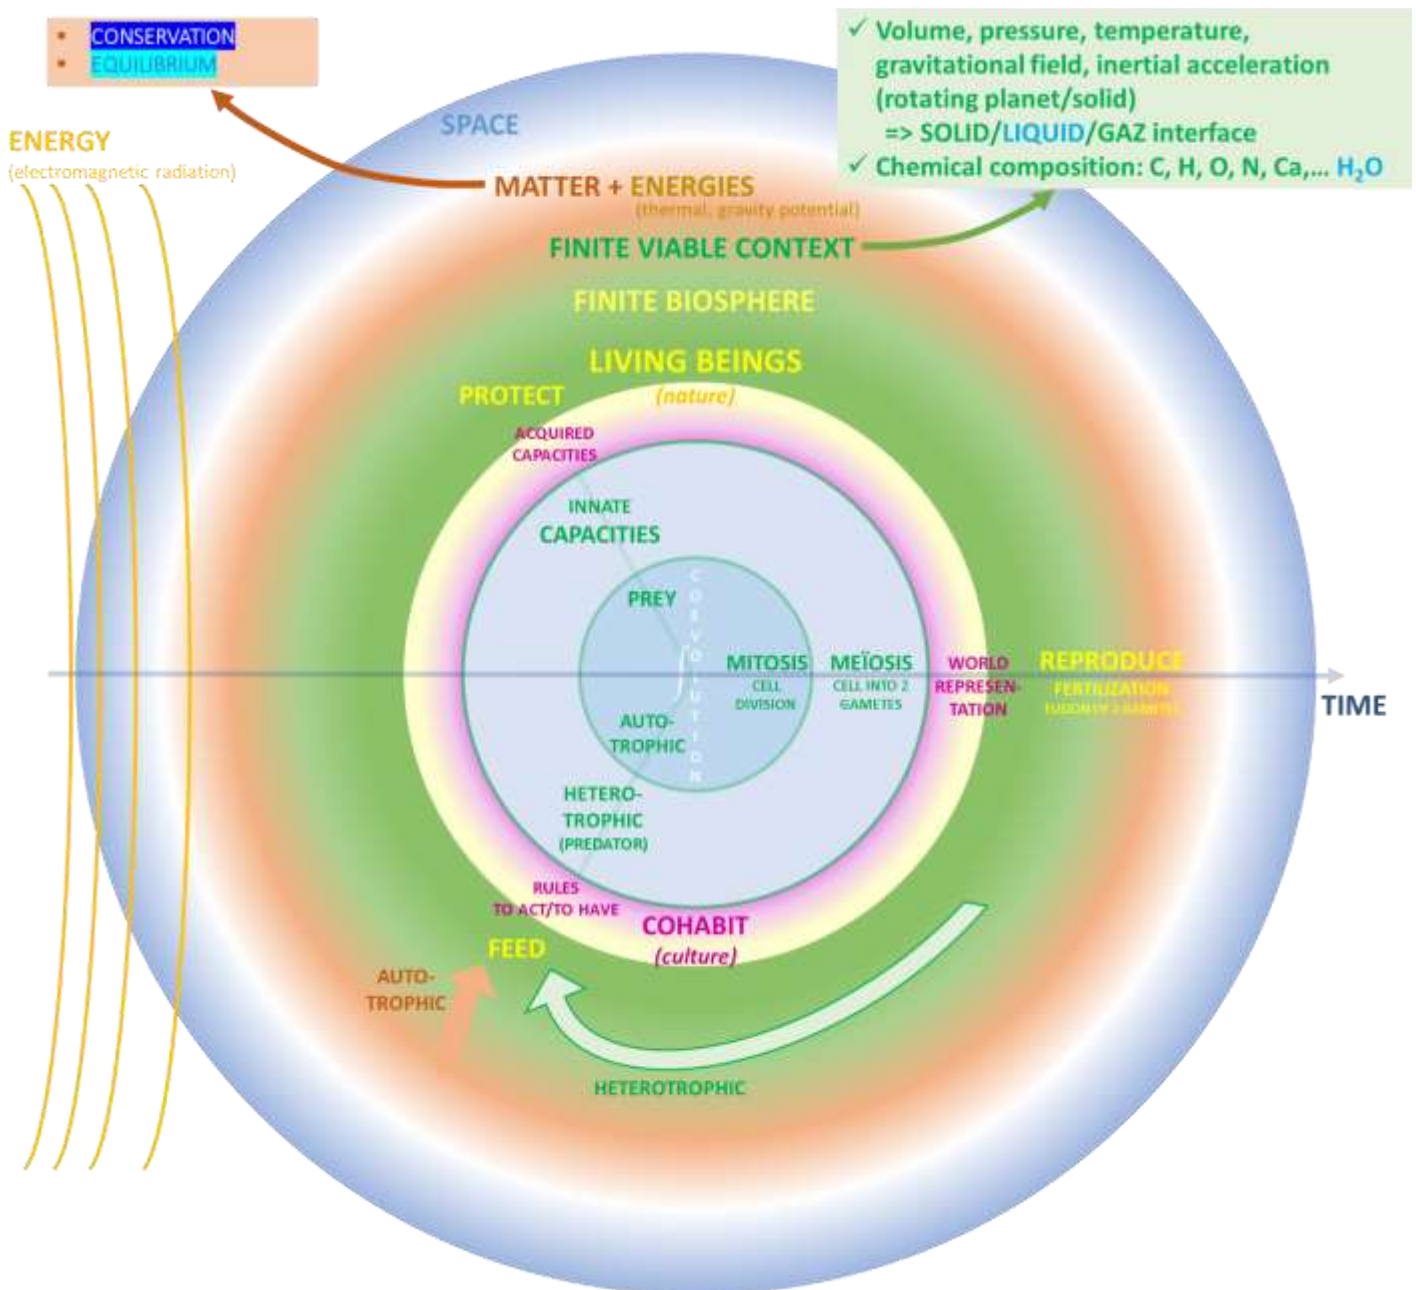 CONSERVATION
EQUILIBRIUM
Volume, pressure, temperature,
gravitational field, inertial acceleration
(rotating planet/solid)
=> SOLID/LIQUID/GAZ interface
Chemical composition: C, H, O, N, Ca,... H₂O
ENERGY
(electromagnetic radiation)
SPACE
MATTER + ENERGIES
(thermal, gravity potential)
FINITE VIABLE CONTEXT
FINITE BIOSPHERE
LIVING BEINGS
(nature)
PROTECT
ACQUIRED
CAPACITIES
INNATE
CAPACITIES
PREY
COEVOLUTION
MITOSIS
CELL
DIVISION
MEÏOSIS
CELL INTO 2
GAMETES
WORLD
REPRESEN-
TATION
REPRODUCE
FERTILIZATION
TIME
AUTO-
TROPHIC
HETERO-
TROPHIC
(PREDATOR)
RULES
TO ACT/TO HAVE
COHABIT
(culture)
FEED
AUTO-
TROPHIC
HETEROTROPHIC